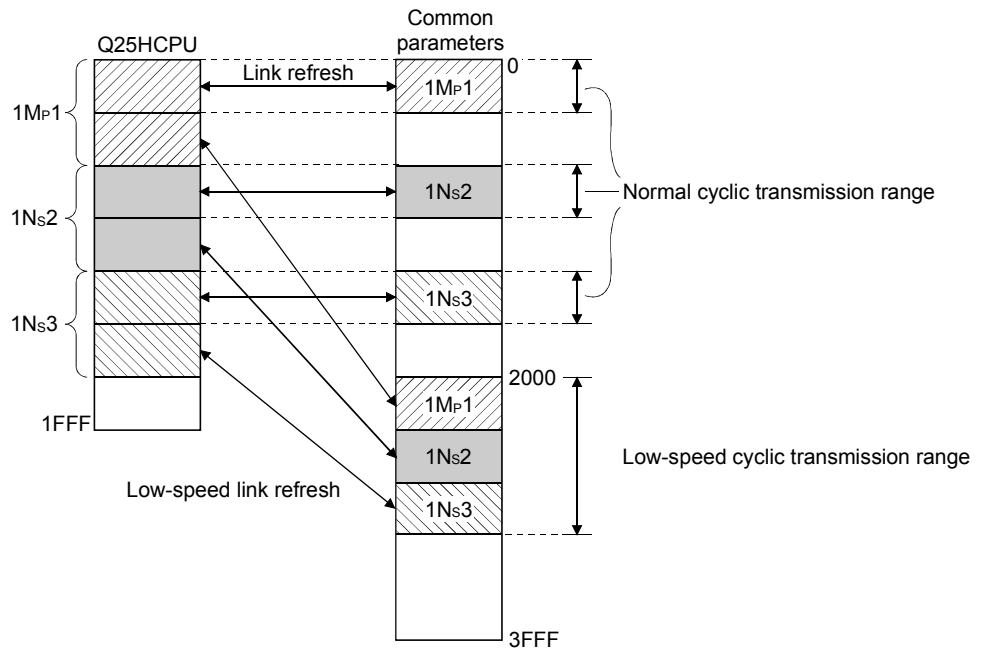 Common
parameters
Q25HCPU
0
Link refresh
1MP1
1MP1
1NS2
1NS2
Normal cyclic transmission range
1NS3
1NS3
2000
1MP1
1FFF
1NS2
Low-speed cyclic transmission range
Low-speed link refresh
1NS3
3FFF